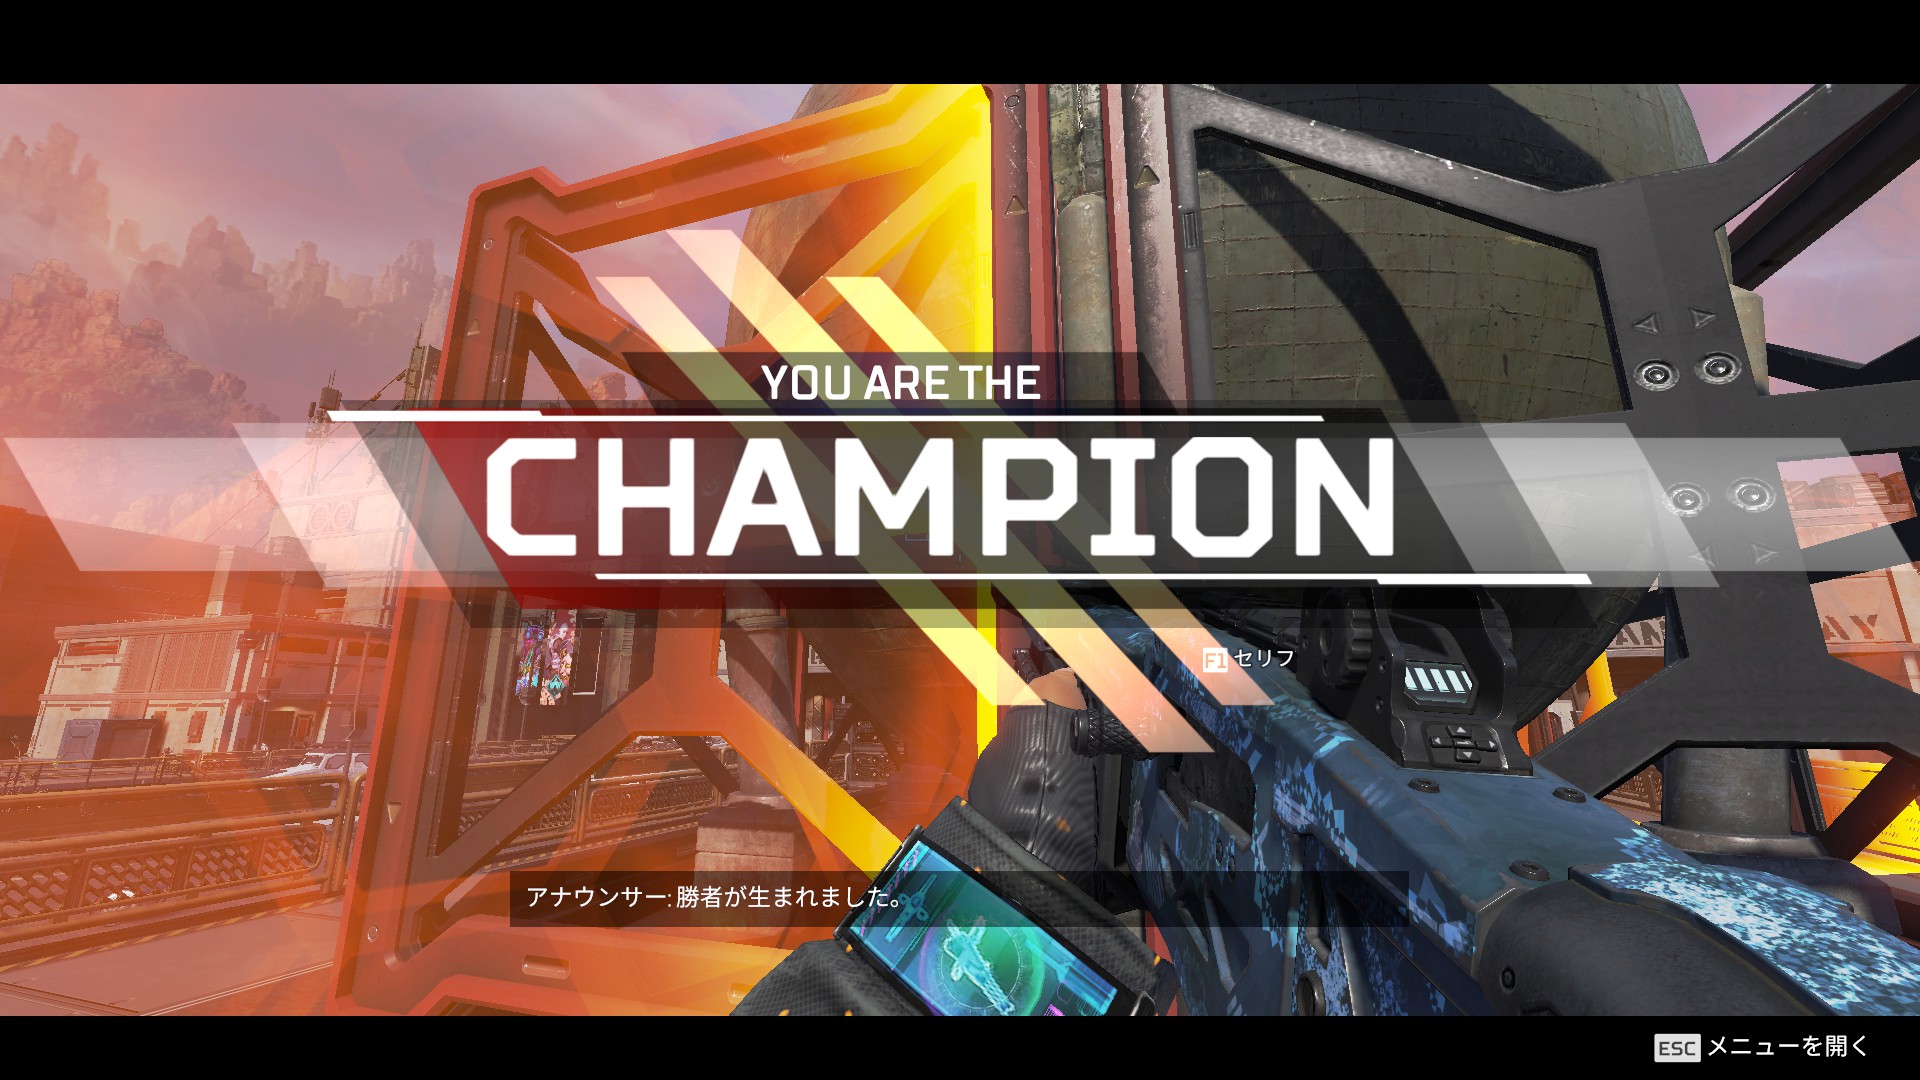 YOU ARE THE
CHAMPION
F1 セリフ
アナウンサー: 勝者が生まれました。
ESC メニューを開く